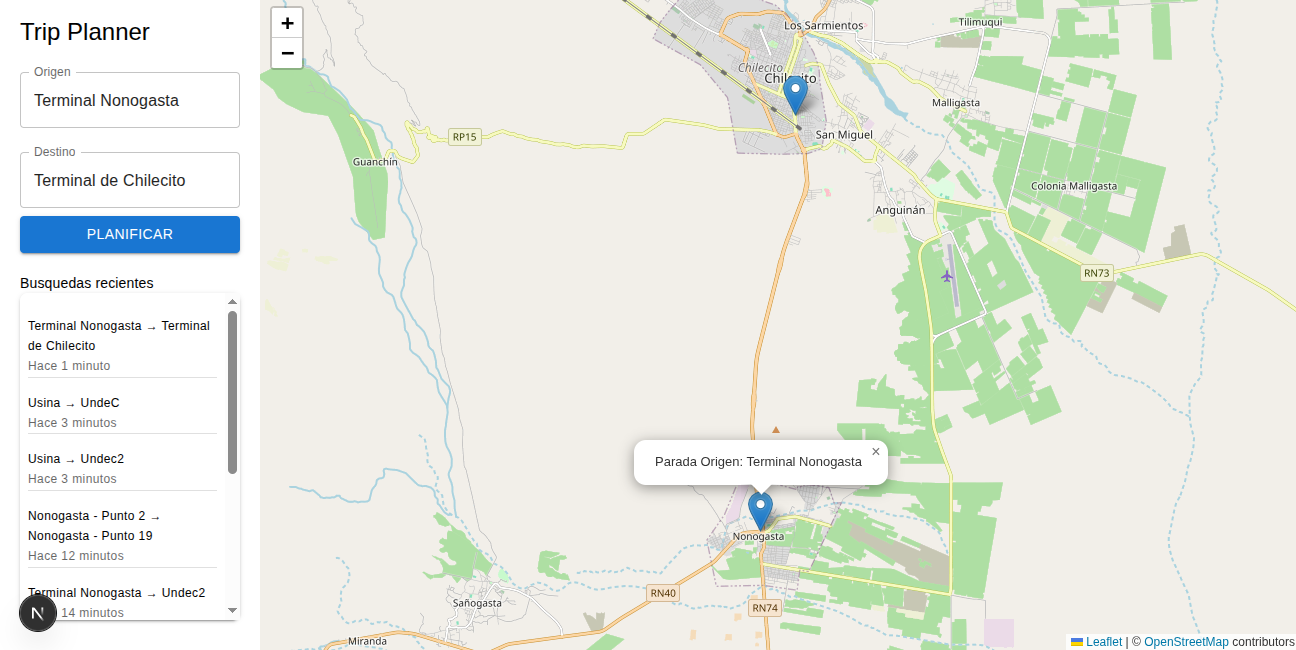 Trip Planner
Origen
Terminal Nonogasta
Destino
Terminal de Chilecito
PLANIFICAR
Busquedas recientes
Terminal Nonogasta → Terminal
de Chilecito
Hace 1 minuto
Usina → UndeC
Hace 3 minutos
Usina → Undec2
Hace 3 minutos
Nonogasta - Punto 2 →
Nonogasta - Punto 19
Hace 12 minutos
Terminal Nonogasta → Undec2
14 minutos
N
+
−
Los Sarmientos
Tilimuqui
Chilecito
Chilecito
Malligasta
San Miguel
RP15
Guanchín
Colonia Malligasta
Anguinán
RN73
Parada Origen: Terminal Nonogasta
×
Nonogasta
RN40
RN74
Sañogasta
Miranda
Leaflet | © OpenStreetMap contributors